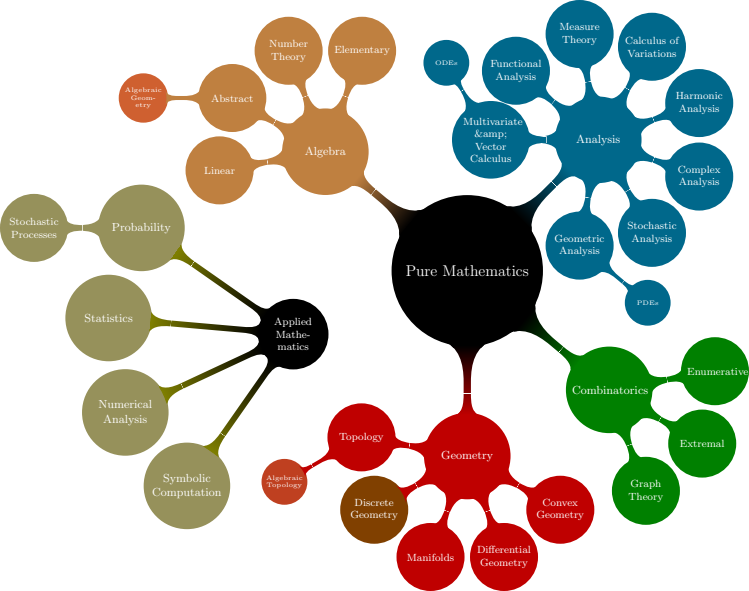 Measure
Theory
Calculus of
Variations
Number
Theory
Elementary
ODEs
Functional
Analysis
Algebraic
Geom-
etry
Abstract
Harmonic
Analysis
Multivariate
&amp;
Vector
Calculus
Analysis
Algebra
Linear
Complex
Analysis
Stochastic
Processes
Probability
Geometric
Analysis
Stochastic
Analysis
Pure Mathematics
PDEs
Statistics
Applied
Mathe-
matics
Enumerative
Combinatorics
Numerical
Analysis
Topology
Geometry
Extremal
Algebraic
Topology
Symbolic
Computation
Graph
Theory
Discrete
Geometry
Convex
Geometry
Manifolds
Differential
Geometry